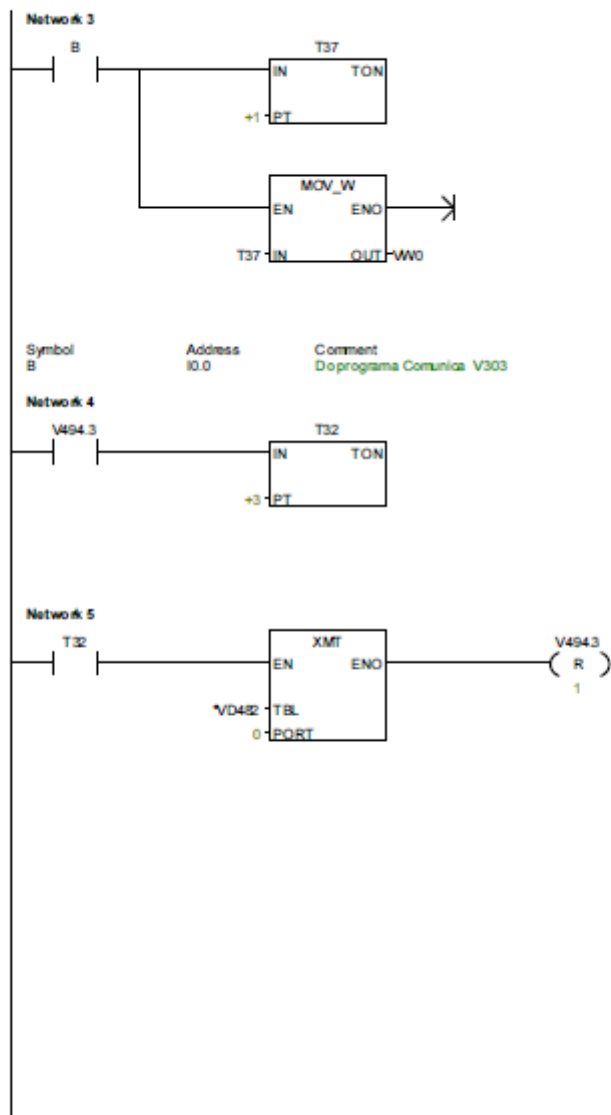 Network 3
B
T37
IN TON
+1 PT
MOV_W
EN ENO
T37 IN OUT VW0
Symbol Address Comment
B I0.0 Do programa Comunica V303
Network 4
V494.3
T32
IN TON
+3 PT
Network 5
T32 XMT V494.3
EN ENO R
1
*VD482 TBL
0 PORT